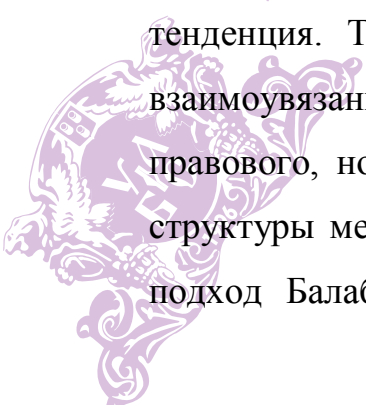 тенденция. Т
взаимоувязан
правового, но
структуры ме
подход Балаб